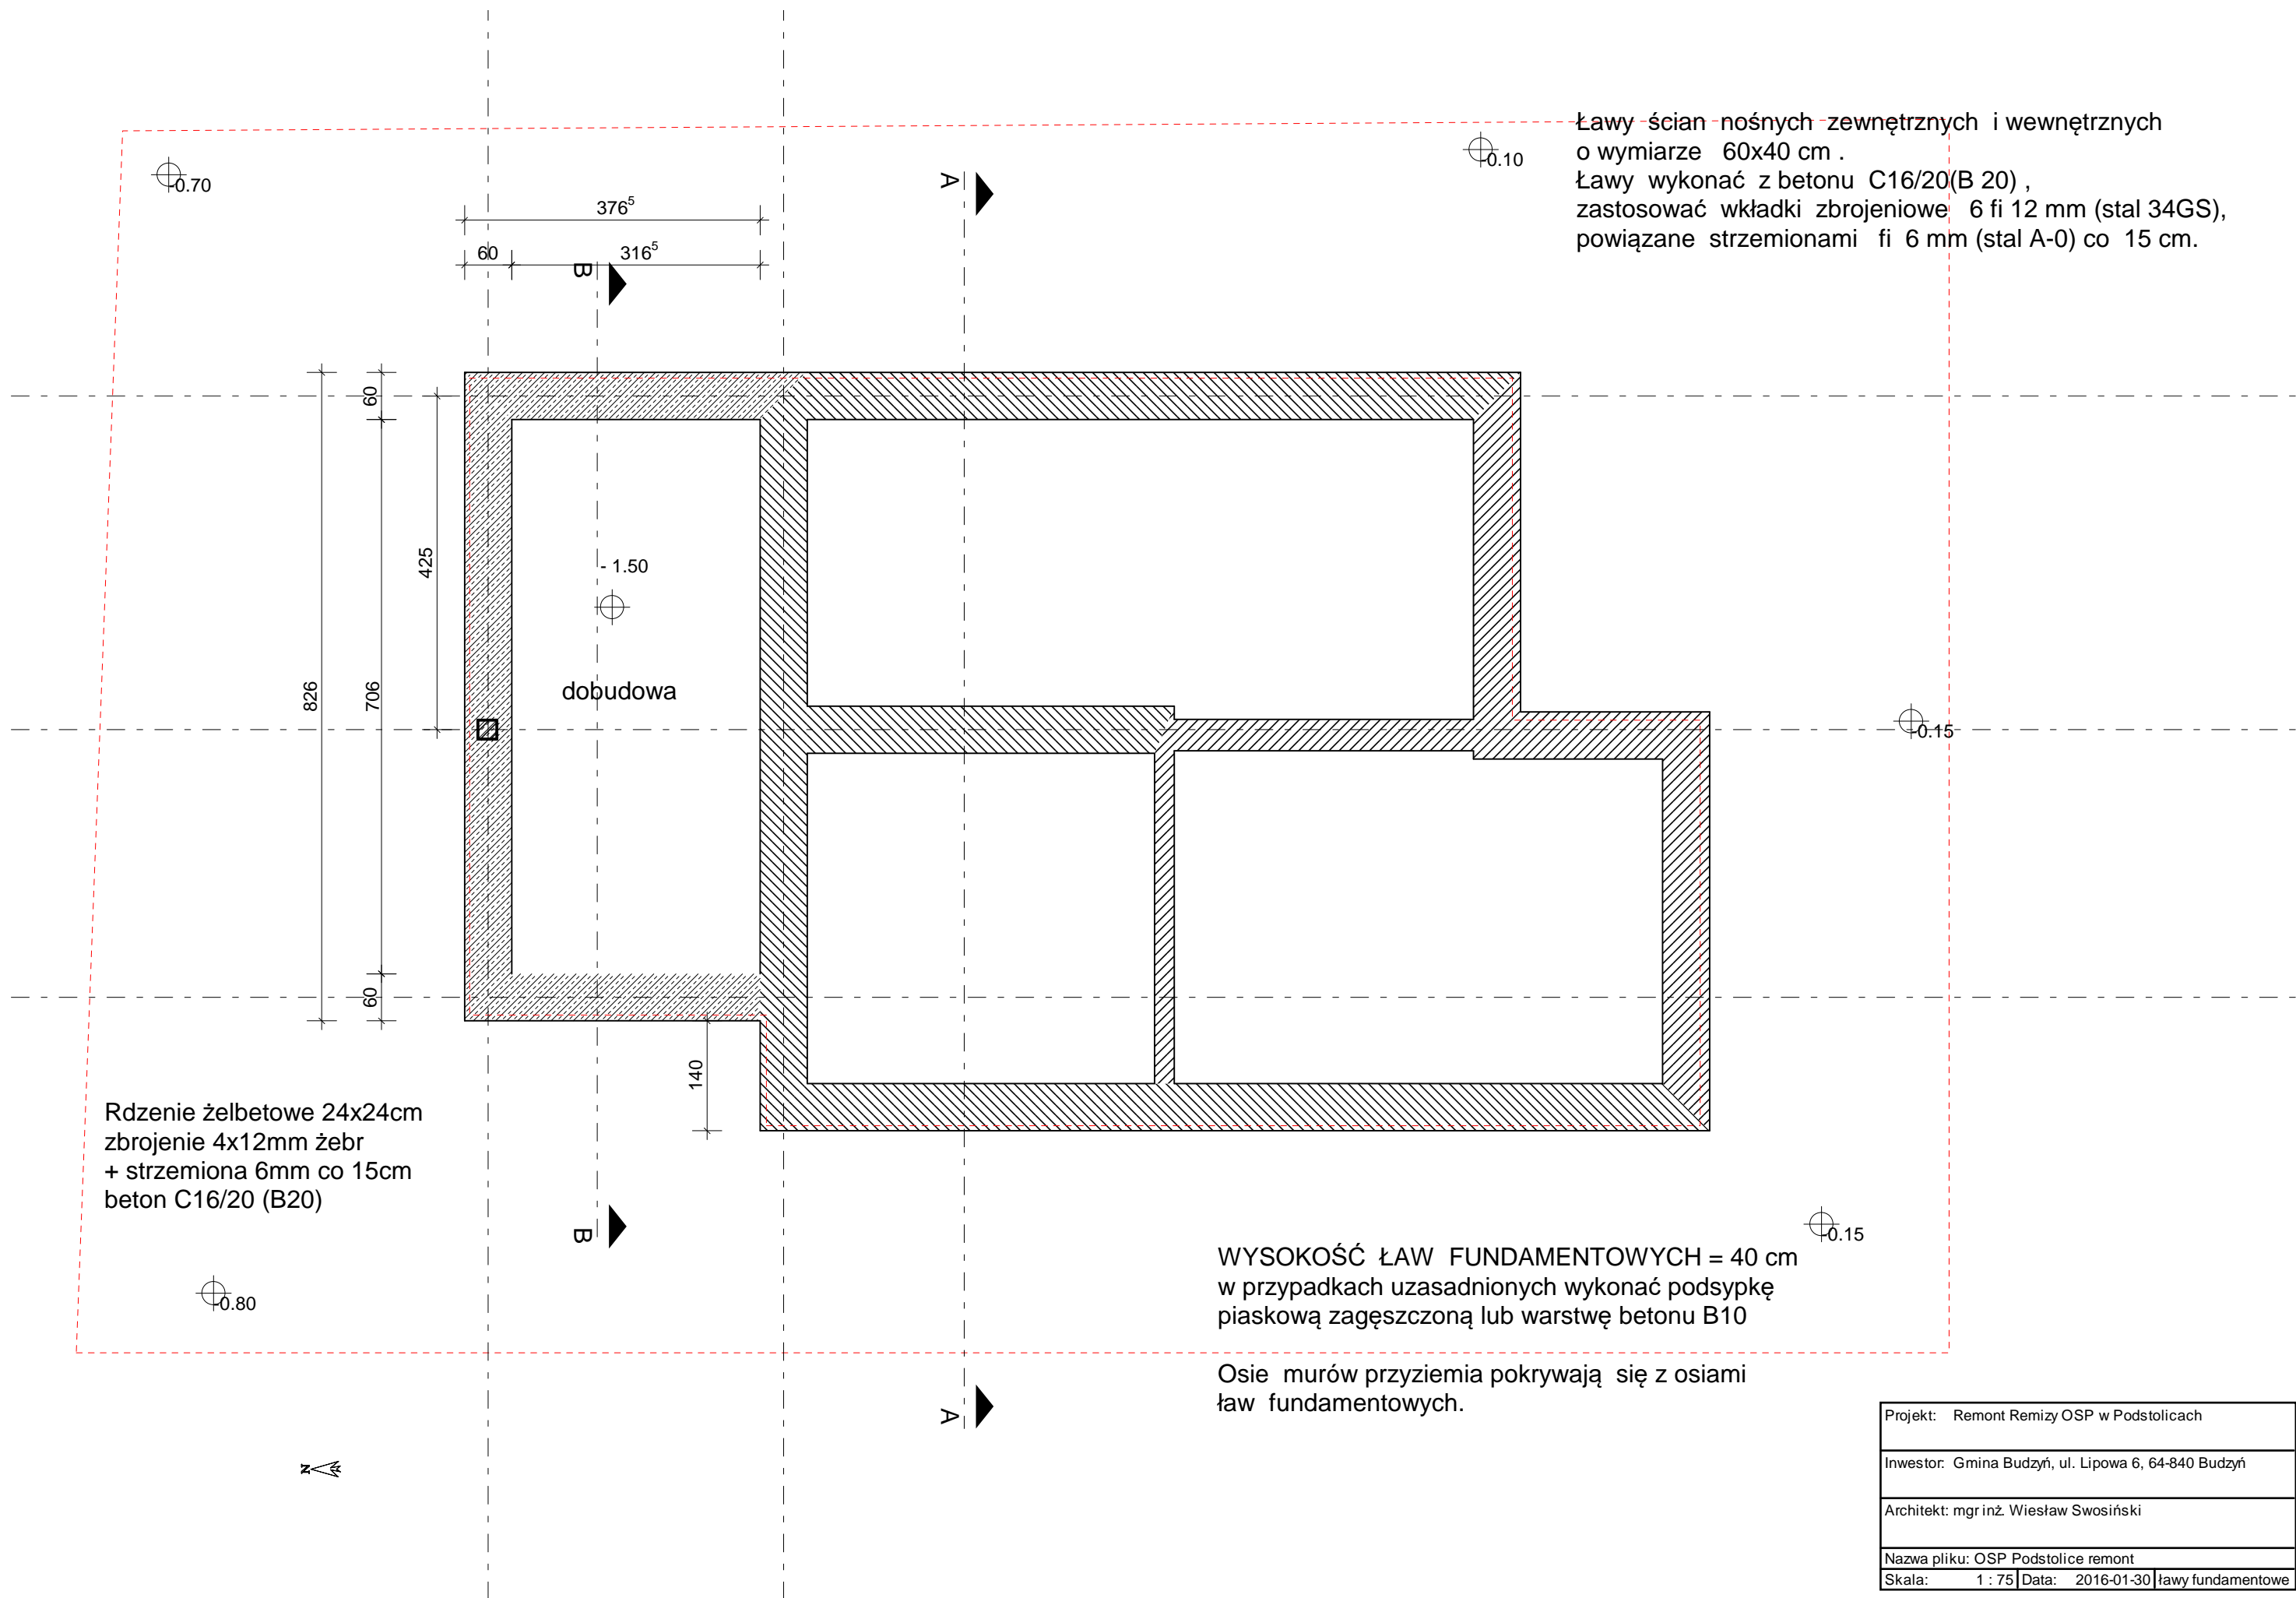 Ławy ścian nośnych zewnętrznych i wewnętrznych
o wymiarze 60x40 cm .
Ławy wykonać z betonu C16/20(B 20) ,
zastosować wkładki zbrojeniowe 6 fi 12 mm (stal 34GS),
powiązane strzemionami fi 6 mm (stal A-0) co 15 cm.
-0.70
-0.10
A
376⁵
60
316⁵
B
60
425
826
706
60
- 1.50
dobudowa
-0.15
140
Rdzenie żelbetowe 24x24cm
zbrojenie 4x12mm żebr
+ strzemiona 6mm co 15cm
beton C16/20 (B20)
B
-0.80
-0.15
WYSOKOŚĆ ŁAW FUNDAMENTOWYCH = 40 cm
w przypadkach uzasadnionych wykonać podsypkę
piaskową zagęszczoną lub warstwę betonu B10
Osie murów przyziemia pokrywają się z osiami
ław fundamentowych.
A
N
Projekt: Remont Remizy OSP w Podstolicach
Inwestor: Gmina Budzyń, ul. Lipowa 6, 64-840 Budzyń
Architekt: mgr inż. Wiesław Swosiński
Nazwa pliku: OSP Podstolice remont
Skala: 1 : 75 Data: 2016-01-30 ławy fundamentowe